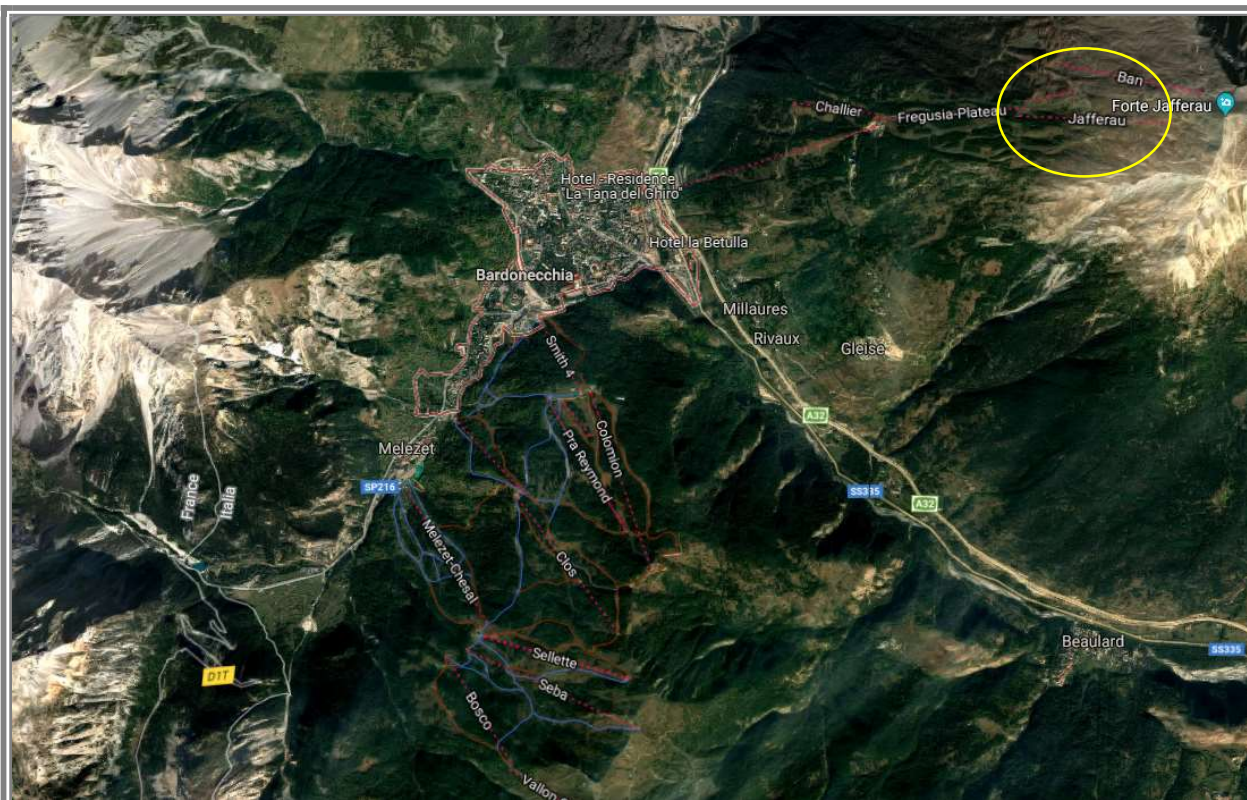 Ban
Forte Jafferau
Challier
Fregusia-Plateau
Jafferau
Hotel - Residence
"La Tana del Ghiro"
Hotel la Betulla
Bardonecchia
Millaures
Rivaux
Gleise
Smith 4
A32
Colomion
Pra Reymond
Melezet
SP216
France
Italia
SS335
A32
Melezet-Chesal
Clos
Beaulard
SS335
Sellette
D1T
Seba
Bosco
Vallon